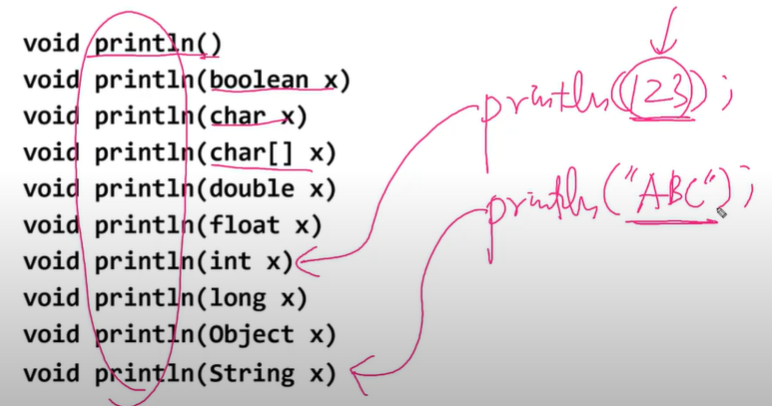 void println()
void println(boolean x)
void println(char x)
void println(char[] x)
void println(double x)
void println(float x)
void println(int x)
void println(long x)
void println(Object x)
void println(String x)
println(123);
println("ABC");